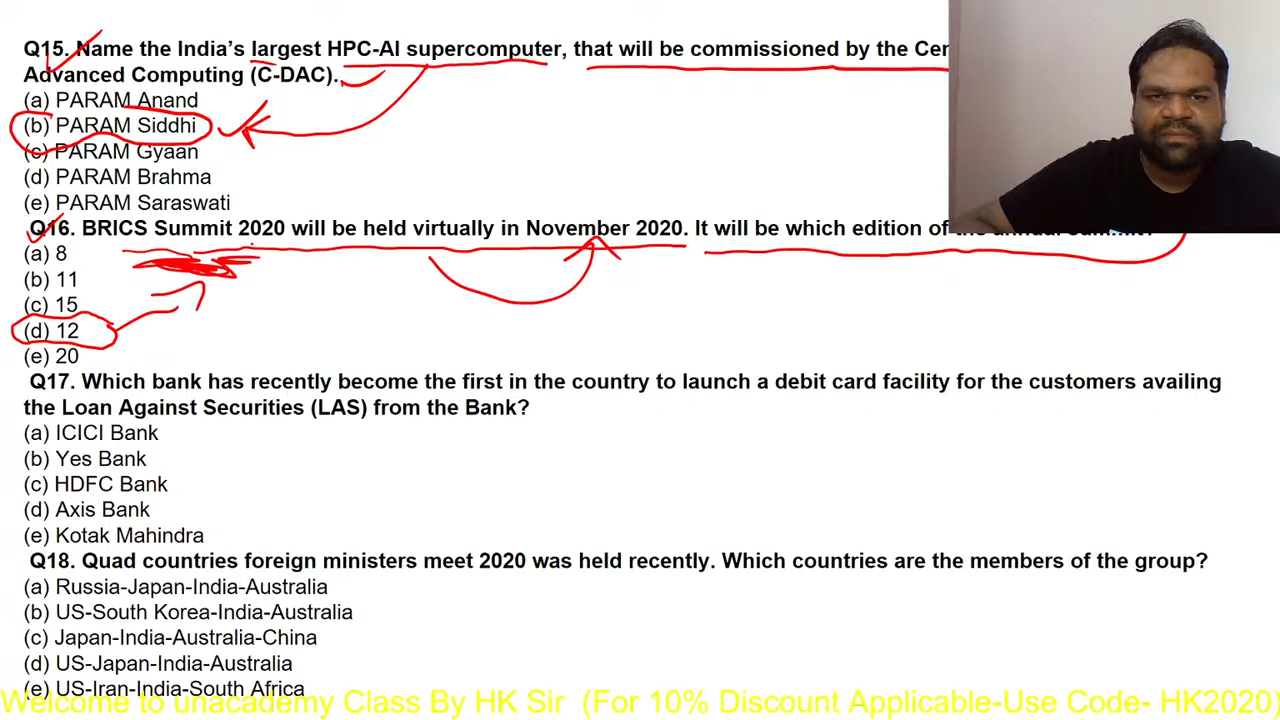 Q15. Name the India's largest HPC-AI supercomputer, that will be commissioned by the Cen
Advanced Computing (C-DAC).
(a) PARAM Anand
(b) PARAM Siddhi
(c) PARAM Gyaan
(d) PARAM Brahma
(e) PARAM Saraswati
Q16. BRICS Summit 2020 will be held virtually in November 2020. It will be which edition of
(a) 8
(b) 11
(c) 15
(d) 12
(e) 20
Q17. Which bank has recently become the first in the country to launch a debit card facility for the customers availing
the Loan Against Securities (LAS) from the Bank?
(a) ICICI Bank
(b) Yes Bank
(c) HDFC Bank
(d) Axis Bank
(e) Kotak Mahindra
Q18. Quad countries foreign ministers meet 2020 was held recently. Which countries are the members of the group?
(a) Russia-Japan-India-Australia
(b) US-South Korea-India-Australia
(c) Japan-India-Australia-China
(d) US-Japan-India-Australia
(e) US-Iran-India-South Africa
Welcome to unacademy Class By HK Sir (For 10% Discount Applicable-Use Code- HK2020)